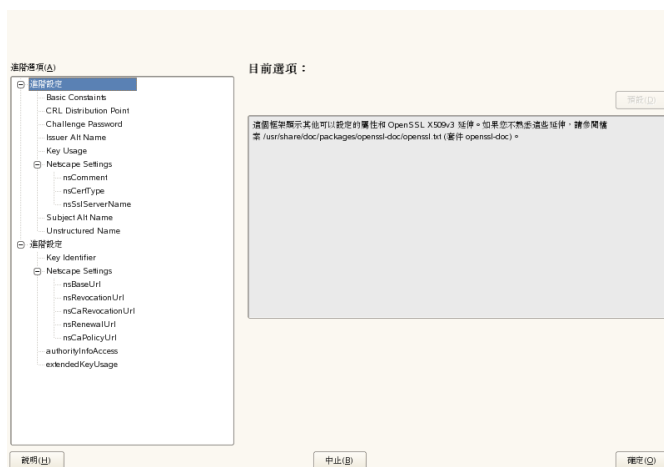 進階選項(A)
進階設定
Basic Constaints
CRL Distribution Point
Challenge Password
Issuer Alt Name
Key Usage
Netscape Settings
nsComment
nsCertType
nsSslServerName
Subject Alt Name
Unstructured Name
進階設定
Key Identifier
Netscape Settings
nsBaseUrl
nsRevocationUrl
nsCaRevocationUrl
nsRenewalUrl
nsCaPolicyUrl
authorityInfoAccess
extendedKeyUsage
目前選項：
預設(D)
這個框架顯示其他可以設定的屬性和 OpenSSL X509v3 延伸。如果您不熟悉這些延伸，請參閱檔
案 /usr/share/doc/packages/openssl-doc/openssl.txt (套件 openssl-doc)。
說明(H)
中止(B)
確定(O)